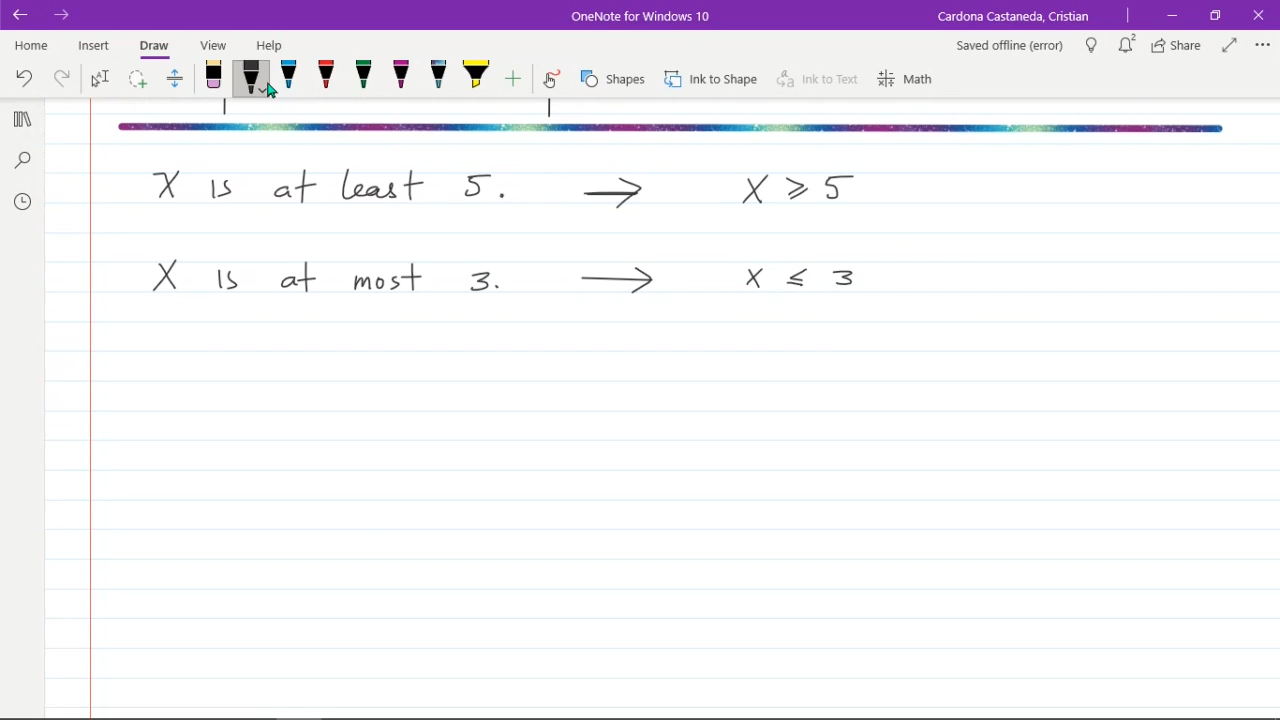 OneNote for Windows 10
Cardona Castaneda, Cristian
Home Insert Draw View Help
Saved offline (error)
2
Share
Shapes
Ink to Shape
Ink to Text
Math
X is at least 5. → X ⩾ 5
X is at most 3. → X ⩽ 3